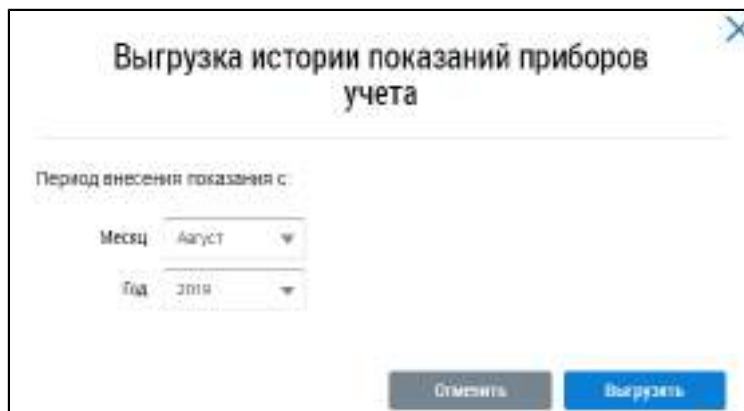 Выгрузка истории показаний приборов
учета
Период внесения показания с:
Месяц Август
Год 2019
Отменить Выгрузить